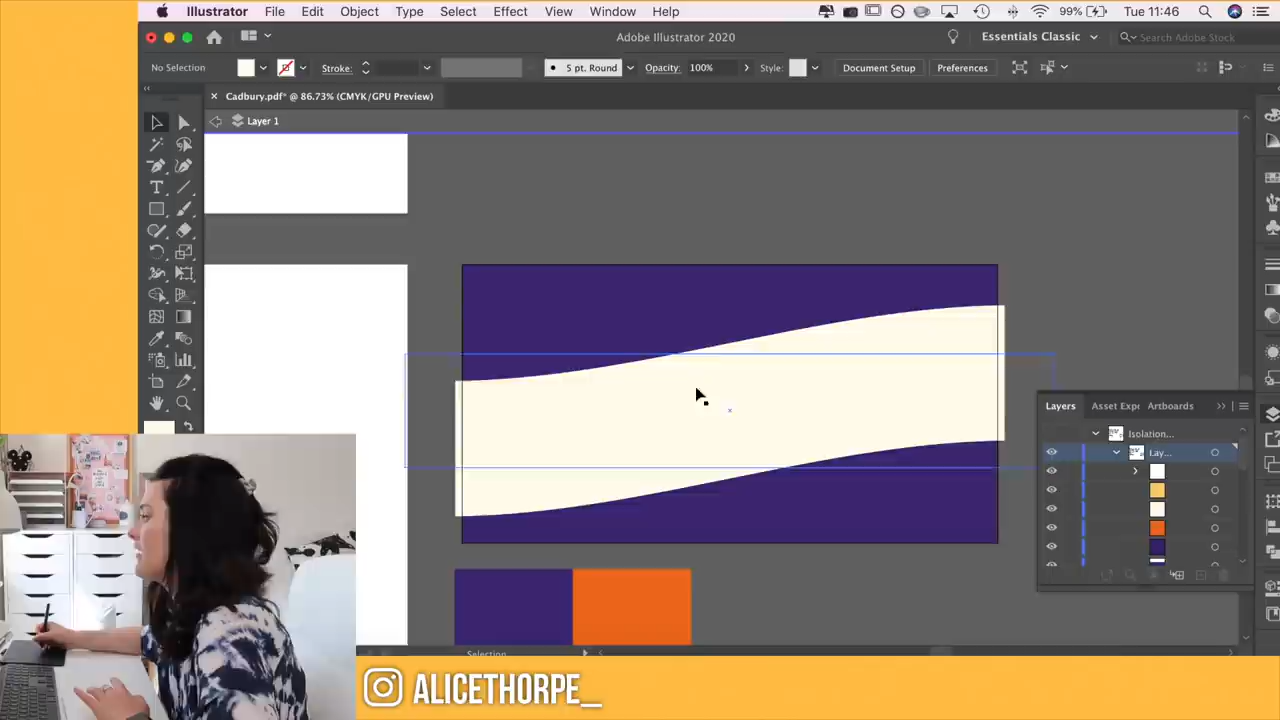 Illustrator File Edit Object Type Select Effect View Window Help 99% Tue 11:46
Adobe Illustrator 2020 Essentials Classic Search Adobe Stock
No Selection Stroke: 5 pt. Round Opacity: 100% Style: Document Setup Preferences
× Cadbury.pdf* @ 86.73% (CMYK/GPU Preview)
Layer 1
Layers Asset Expo Artboards
Isolation...
Lay...
Selection
ALICETHORPE_